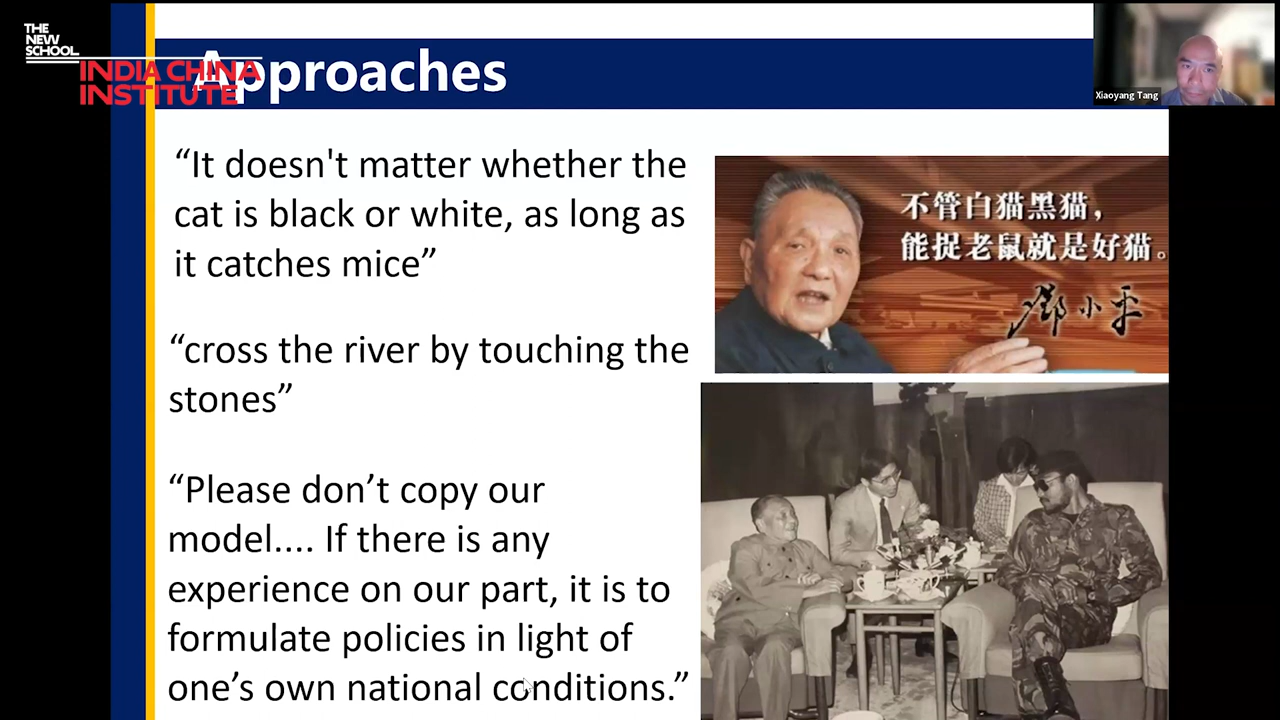 THE
NEW
SCHOOL
INDIA CHINA
INSTITUTE
Approaches
Xiaoyang Tang
“It doesn't matter whether the
cat is black or white, as long as
it catches mice”
“cross the river by touching the
stones”
“Please don’t copy our
model.... If there is any
experience on our part, it is to
formulate policies in light of
one’s own national conditions.”
不管白猫黑猫，
能捉老鼠就是好猫。
鄧小平